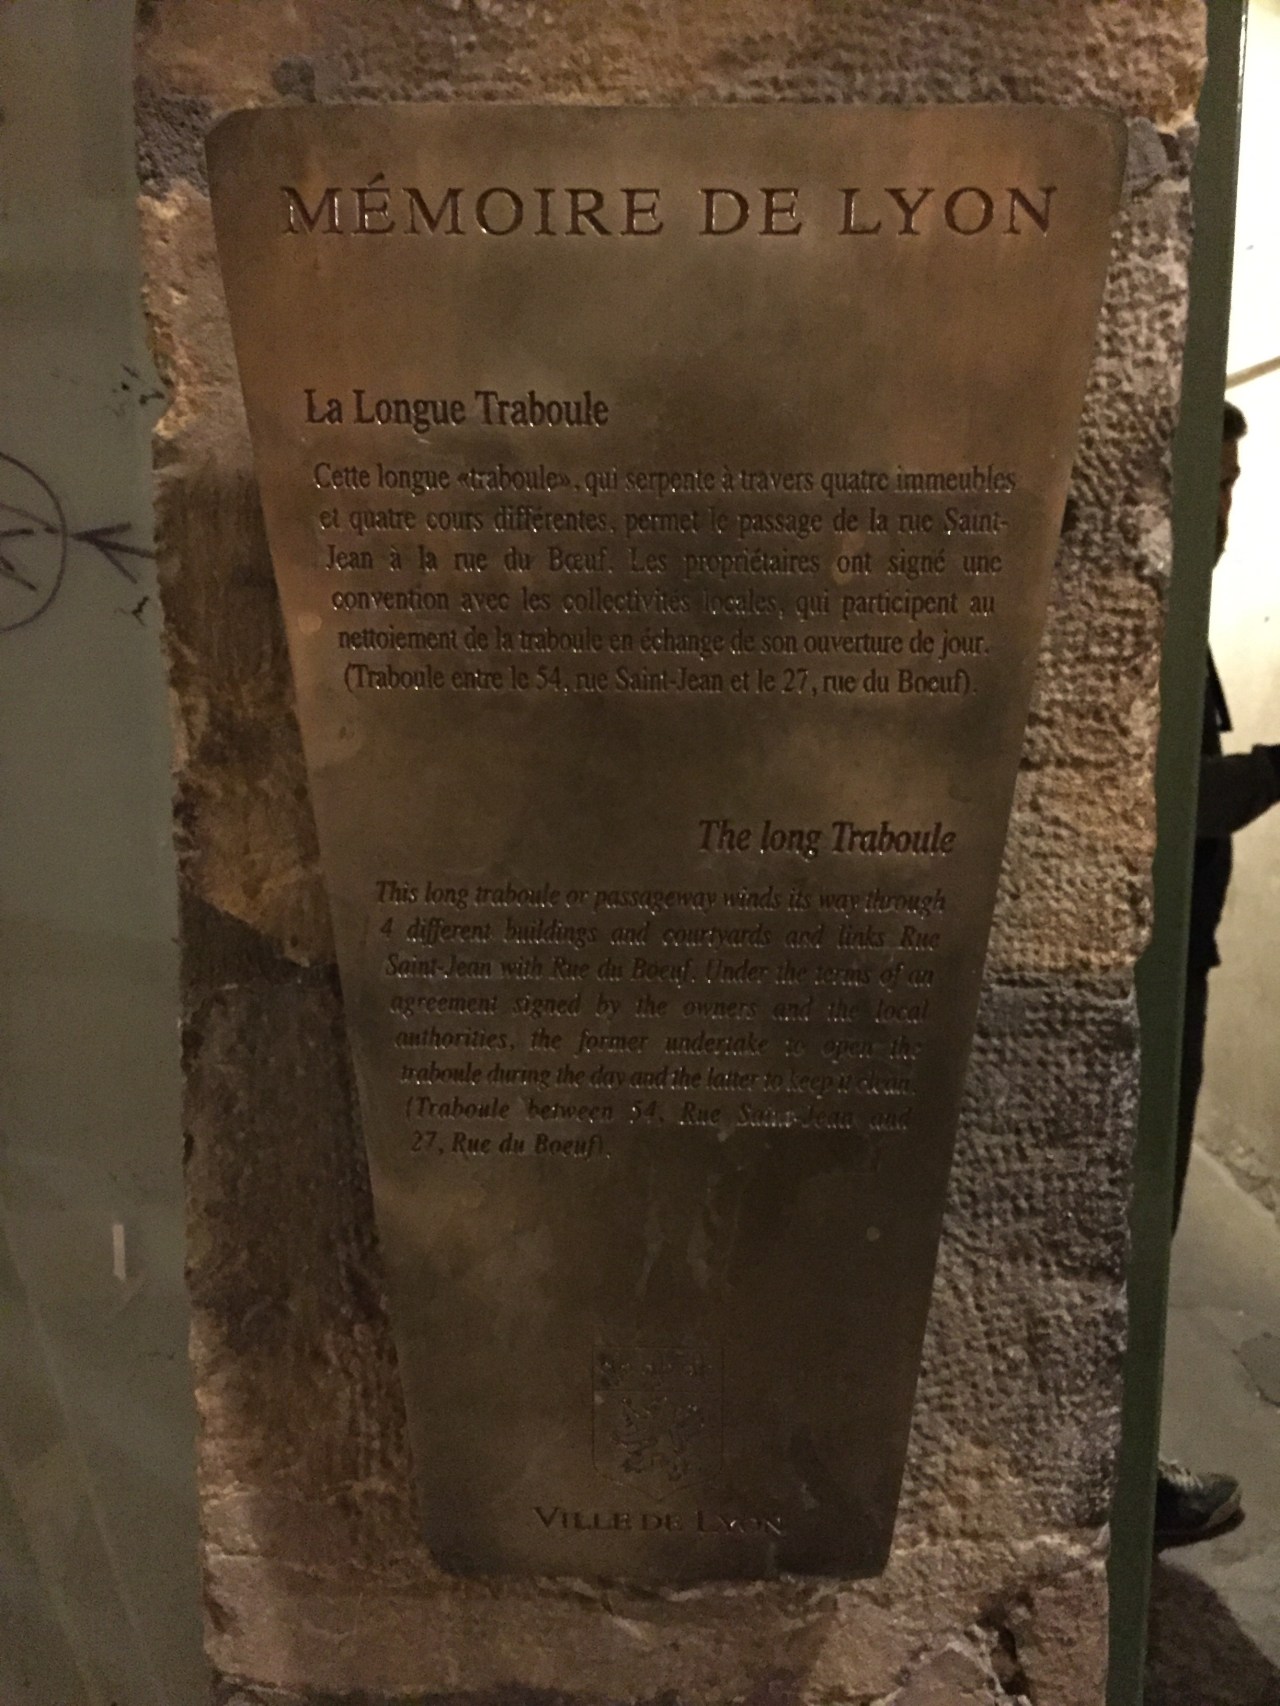 MÉMOIRE DE LYON
La Longue Traboule
Cette longue «traboule», qui serpente à travers quatre immeubles
et quatre cours différentes, permet le passage de la rue Saint-
Jean à la rue du Bœuf. Les propriétaires ont signé une
convention avec les collectivités locales, qui participent au
nettoiement de la traboule en échange de son ouverture de jour.
(Traboule entre le 54, rue Saint-Jean et le 27, rue du Boeuf).
The long Traboule
This long traboule or passageway winds its way through
4 different buildings and courtyards and links Rue
Saint-Jean with Rue du Boeuf. Under the terms of an
agreement signed by the owners and the local
authorities, the former undertake to open the
traboule during the day and the latter to keep it clean.
(Traboule between 54, Rue Saint-Jean and
27, Rue du Boeuf).
VILLE DE LYON